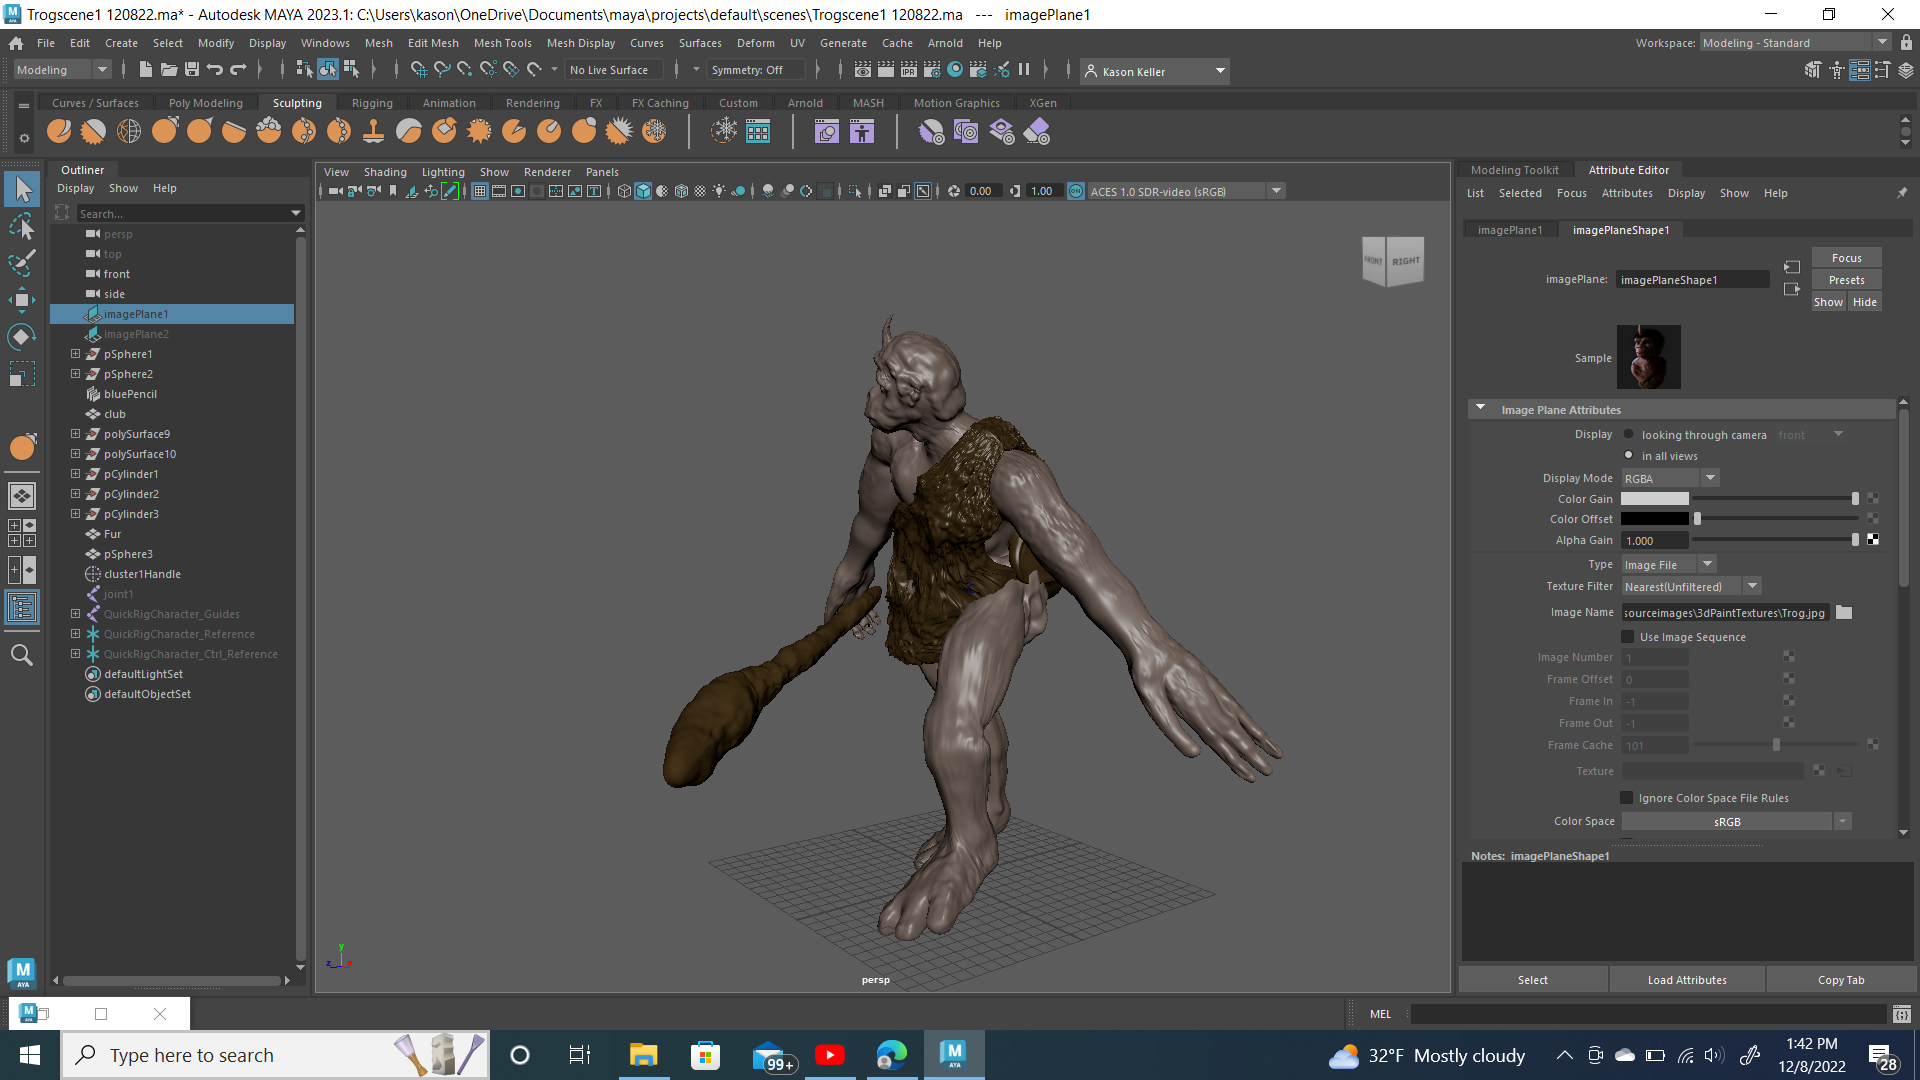 Trogscene1 120822.ma* - Autodesk MAYA 2023.1: C:\Users\kason\OneDrive\Documents\maya\projects\default\scenes\Trogscene1 120822.ma --- imagePlane1
File Edit Create Select Modify Display Windows Mesh Edit Mesh Mesh Tools Mesh Display Curves Surfaces Deform UV Generate Cache Arnold Help
Workspace: Modeling - Standard
Modeling
No Live Surface
Symmetry: Off
IPR
Kason Keller
Curves / Surfaces Poly Modeling Sculpting Rigging Animation Rendering FX FX Caching Custom Arnold MASH Motion Graphics XGen
Outliner
Display Show Help
Search...
persp
top
front
side
imagePlane1
imagePlane2
pSphere1
pSphere2
bluePencil
club
polySurface9
polySurface10
pCylinder1
pCylinder2
pCylinder3
Fur
pSphere3
cluster1Handle
joint1
QuickRigCharacter_Guides
QuickRigCharacter_Reference
QuickRigCharacter_Ctrl_Reference
defaultLightSet
defaultObjectSet
View Shading Lighting Show Renderer Panels
0.00
1.00
ON
ACES 1.0 SDR-video (sRGB)
FRONT RIGHT
y
z
x
persp
Modeling Toolkit Attribute Editor
List Selected Focus Attributes Display Show Help
imagePlane1 imagePlaneShape1
imagePlane: imagePlaneShape1
Focus
Presets
Show Hide
Sample
Image Plane Attributes
Display looking through camera front
in all views
Display Mode RGBA
Color Gain
Color Offset
Alpha Gain 1.000
Type Image File
Texture Filter Nearest(Unfiltered)
Image Name sourceimages\3dPaintTextures\Trog.jpg
Use Image Sequence
Image Number 1
Frame Offset 0
Frame In -1
Frame Out -1
Frame Cache 101
Texture
Ignore Color Space File Rules
Color Space sRGB
Notes: imagePlaneShape1
Select Load Attributes Copy Tab
M
AYA
MEL
Type here to search
99+
M
AYA
32°F Mostly cloudy
1:42 PM
12/8/2022
28